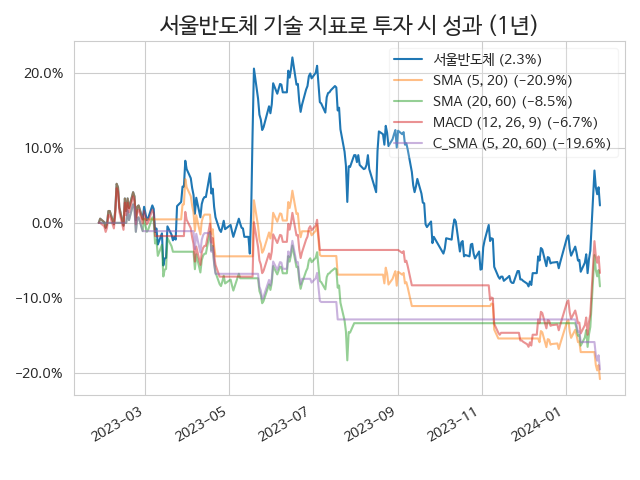 서울반도체 기술 지표로 투자 시 성과 (1년)
서울반도체 (2.3%)
SMA (5, 20) (−20.9%)
SMA (20, 60) (−8.5%)
MACD (12, 26, 9) (−6.7%)
C_SMA (5, 20, 60) (−19.6%)
20.0%
10.0%
0.0%
−10.0%
−20.0%
2023−03
2023−05
2023−07
2023−09
2023−11
2024−01